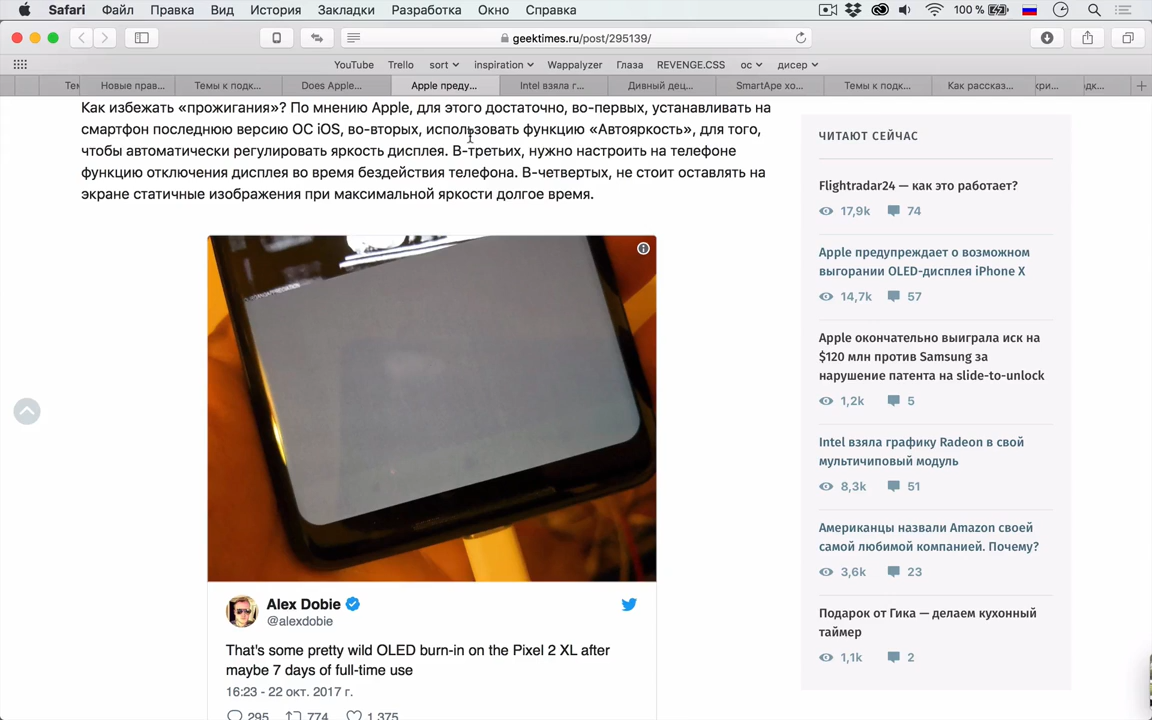 Safari Файл Правка Вид История Закладки Разработка Окно Справка 100 %
geektimes.ru/post/295139/
YouTube Trello sort inspiration Wappalyzer Глаза REVENGE.CSS ос дисер
Тем Новые прав... Темы к подк... Does Apple... Apple преду... Intel взяла г... Дивный дец... SmartApe хо... Темы к подк... Как рассказ... кри... одк...
Как избежать «прожигания»? По мнению Apple, для этого достаточно, во-первых, устанавливать на
смартфон последнюю версию ОС iOS, во-вторых, использовать функцию «Автояркость», для того,
чтобы автоматически регулировать яркость дисплея. В-третьих, нужно настроить на телефоне
функцию отключения дисплея во время бездействия телефона. В-четвертых, не стоит оставлять на
экране статичные изображения при максимальной яркости долгое время.
Alex Dobie
@alexdobie
That's some pretty wild OLED burn-in on the Pixel 2 XL after
maybe 7 days of full-time use
16:23 - 22 окт. 2017 г.
295 774 1 375
ЧИТАЮТ СЕЙЧАС
Flightradar24 — как это работает?
17,9k 74
Apple предупреждает о возможном
выгорании OLED-дисплея iPhone X
14,7k 57
Apple окончательно выиграла иск на
$120 млн против Samsung за
нарушение патента на slide-to-unlock
1,2k 5
Intel взяла графику Radeon в свой
мультичиповый модуль
8,3k 51
Американцы назвали Amazon своей
самой любимой компанией. Почему?
3,6k 23
Подарок от Гика — делаем кухонный
таймер
1,1k 2